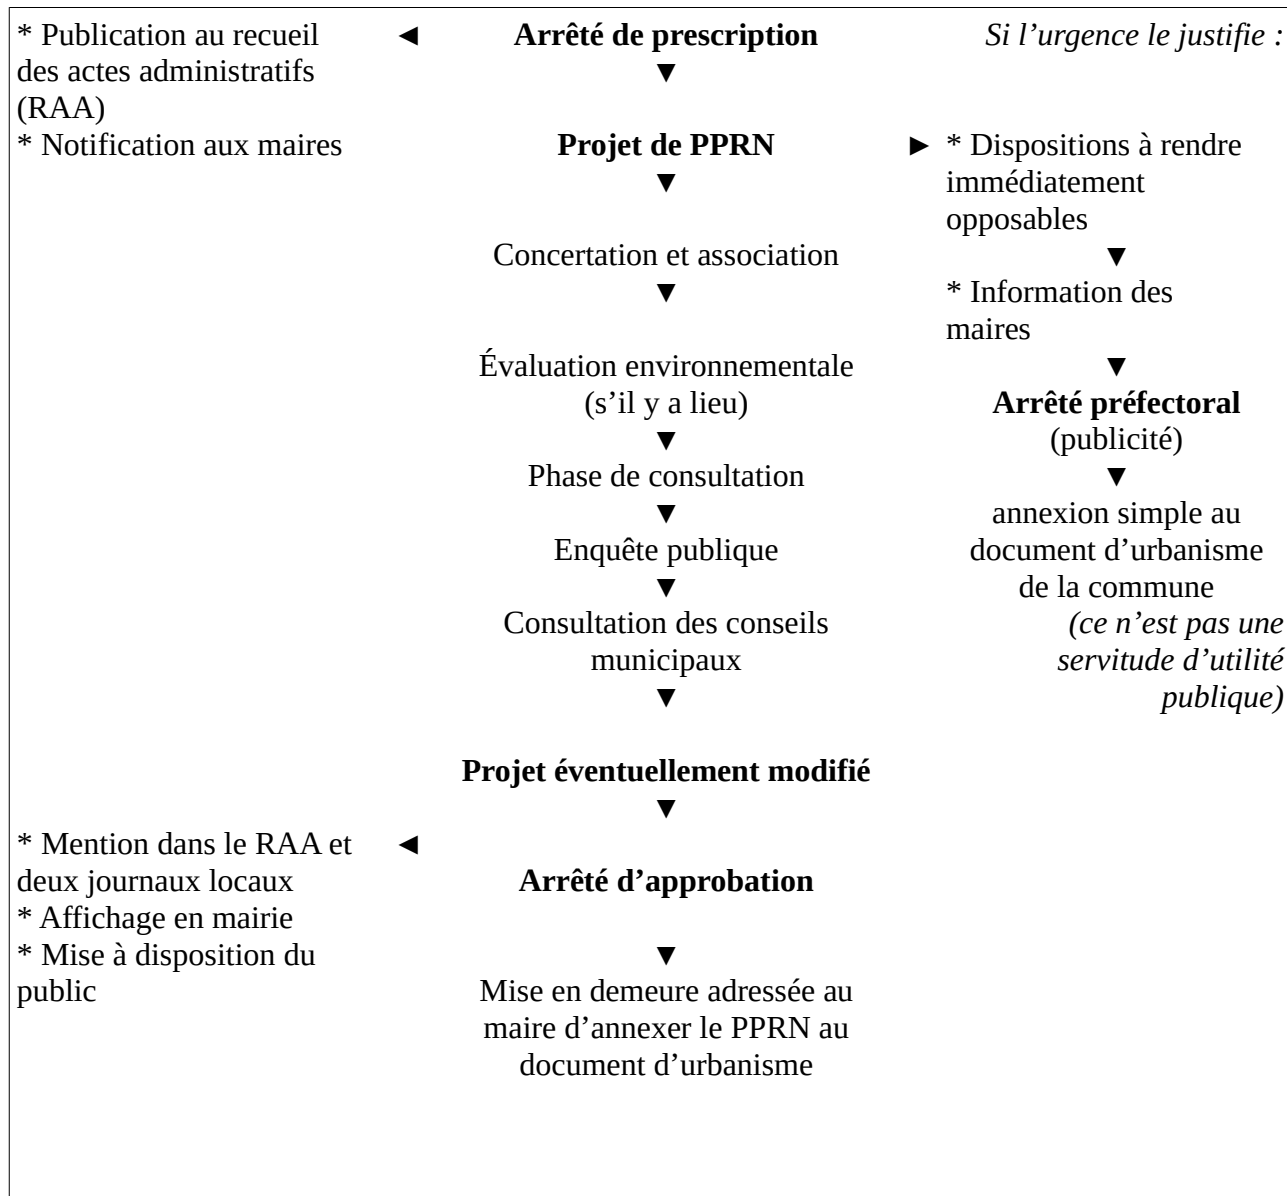 * Publication au recueil
des actes administratifs
(RAA)
* Notification aux maires
◄
Arrêté de prescription
▼
Projet de PPRN
▼
Concertation et association
▼
Évaluation environnementale
(s’il y a lieu)
▼
Phase de consultation
▼
Enquête publique
▼
Consultation des conseils
municipaux
▼
Projet éventuellement modifié
▼
Arrêté d’approbation
▼
Mise en demeure adressée au
maire d’annexer le PPRN au
document d’urbanisme
◄
* Mention dans le RAA et
deux journaux locaux
* Affichage en mairie
* Mise à disposition du
public
Si l’urgence le justifie :
► * Dispositions à rendre
immédiatement
opposables
▼
* Information des
maires
▼
Arrêté préfectoral
(publicité)
▼
annexion simple au
document d’urbanisme
de la commune
(ce n’est pas une
servitude d’utilité
publique)